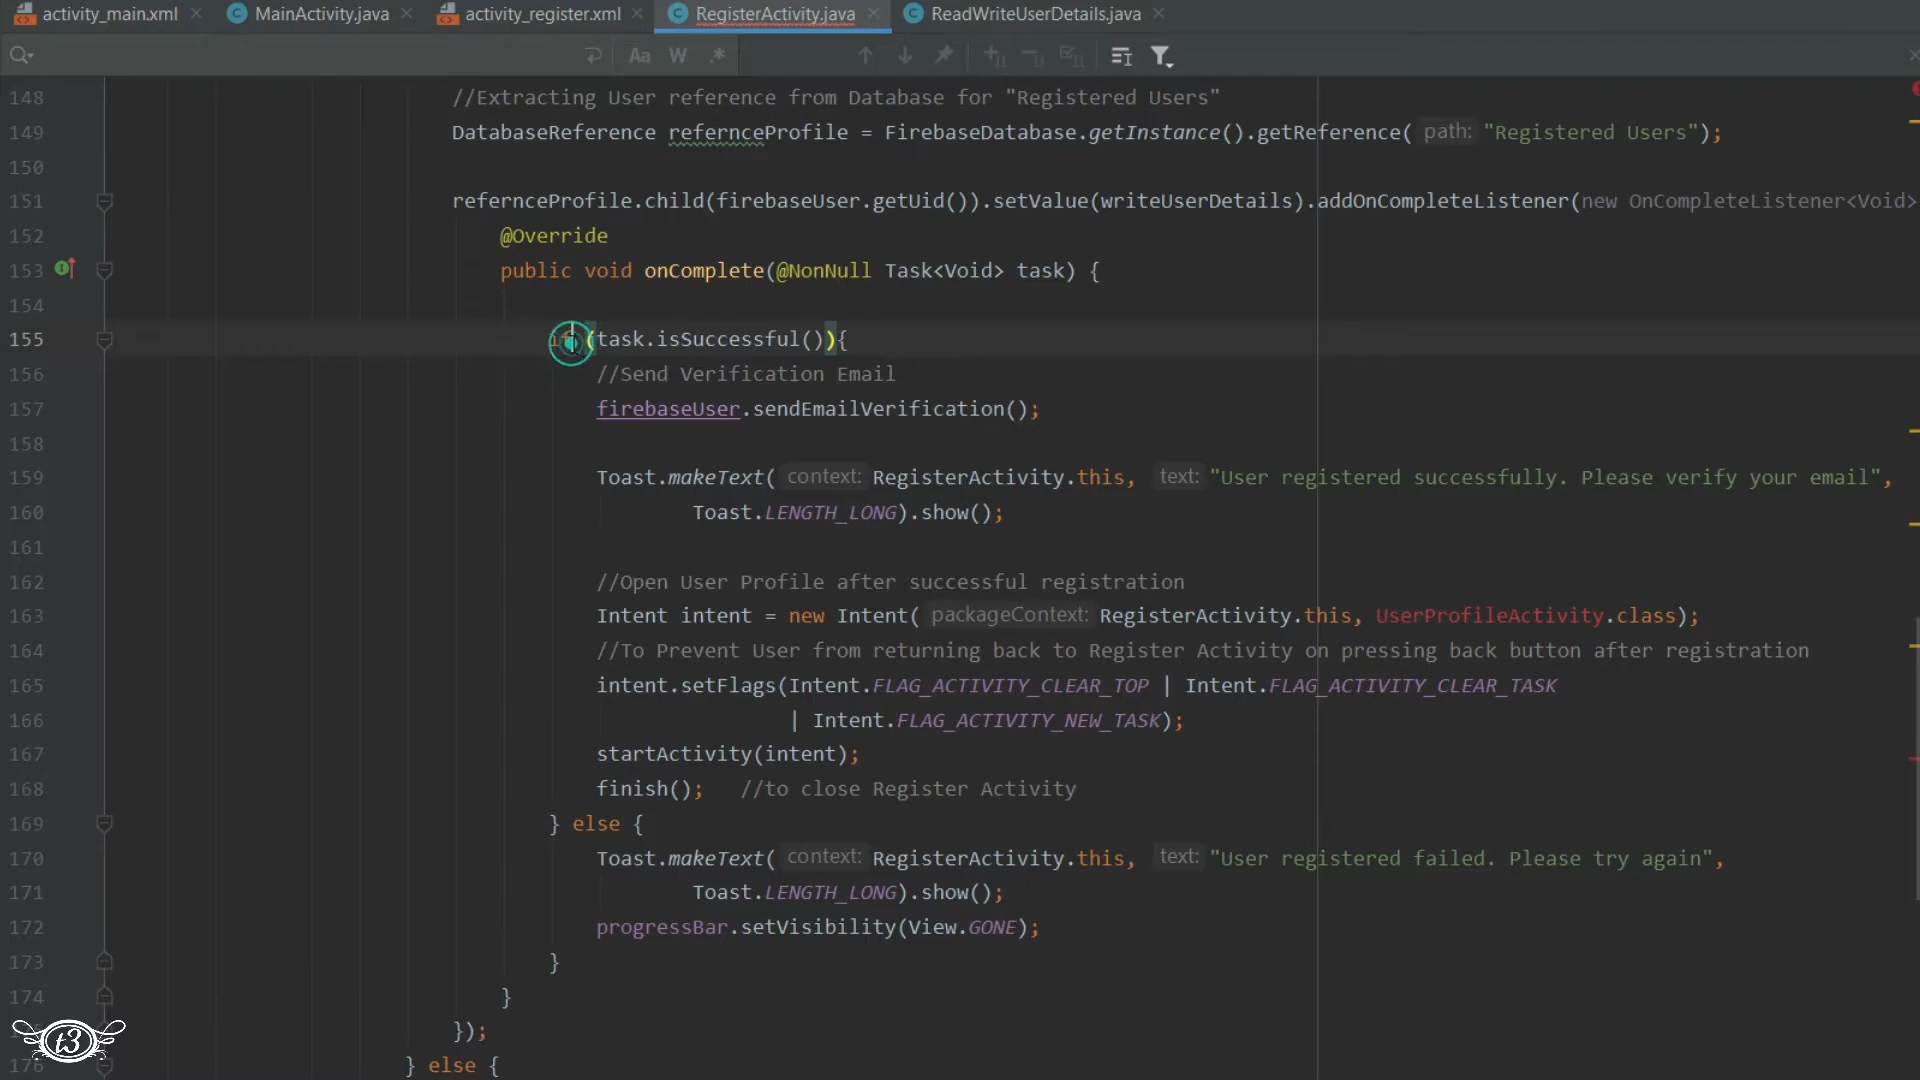 activity_main.xml MainActivity.java activity_register.xml RegisterActivity.java ReadWriteUserDetails.java
Aa W .*
148 //Extracting User reference from Database for "Registered Users"
149 DatabaseReference refernceProfile = FirebaseDatabase.getInstance().getReference( path: "Registered Users");
150
151 refernceProfile.child(firebaseUser.getUid()).setValue(writeUserDetails).addOnCompleteListener(new OnCompleteListener<Void>
152 @Override
153 public void onComplete(@NonNull Task<Void> task) {
154
155 if (task.isSuccessful()){
156 //Send Verification Email
157 firebaseUser.sendEmailVerification();
158
159 Toast.makeText( context: RegisterActivity.this, text: "User registered successfully. Please verify your email",
160 Toast.LENGTH_LONG).show();
161
162 //Open User Profile after successful registration
163 Intent intent = new Intent( packageContext: RegisterActivity.this, UserProfileActivity.class);
164 //To Prevent User from returning back to Register Activity on pressing back button after registration
165 intent.setFlags(Intent.FLAG_ACTIVITY_CLEAR_TOP | Intent.FLAG_ACTIVITY_CLEAR_TASK
166 | Intent.FLAG_ACTIVITY_NEW_TASK);
167 startActivity(intent);
168 finish(); //to close Register Activity
169 } else {
170 Toast.makeText( context: RegisterActivity.this, text: "User registered failed. Please try again",
171 Toast.LENGTH_LONG).show();
172 progressBar.setVisibility(View.GONE);
173 }
174 }
});
176 } else {
t3